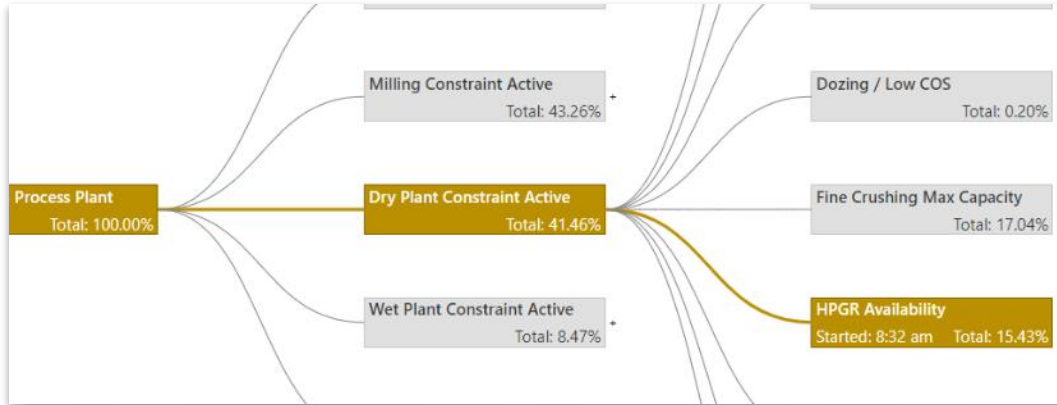 Milling Constraint Active
Total: 43.26%
+
Dozing / Low COS
Total: 0.20%
Process Plant
Total: 100.00%
Dry Plant Constraint Active
Total: 41.46%
Fine Crushing Max Capacity
Total: 17.04%
Wet Plant Constraint Active
Total: 8.47%
+
HPGR Availability
Started: 8:32 am Total: 15.43%